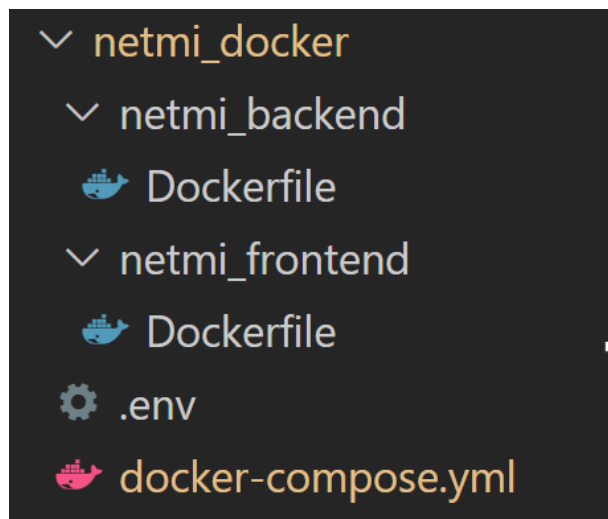 netmi_docker
netmi_backend
Dockerfile
netmi_frontend
Dockerfile
.env
docker-compose.yml